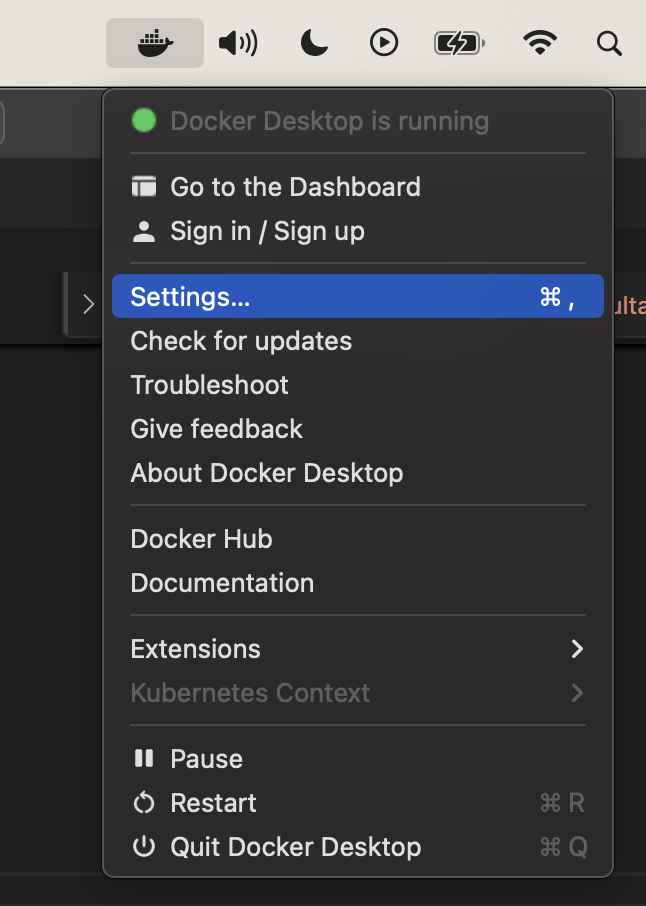 Docker Desktop is running
Go to the Dashboard
Sign in / Sign up
Settings... ⌘ ,
Check for updates
Troubleshoot
Give feedback
About Docker Desktop
Docker Hub
Documentation
Extensions
Kubernetes Context
Pause
Restart ⌘ R
Quit Docker Desktop ⌘ Q